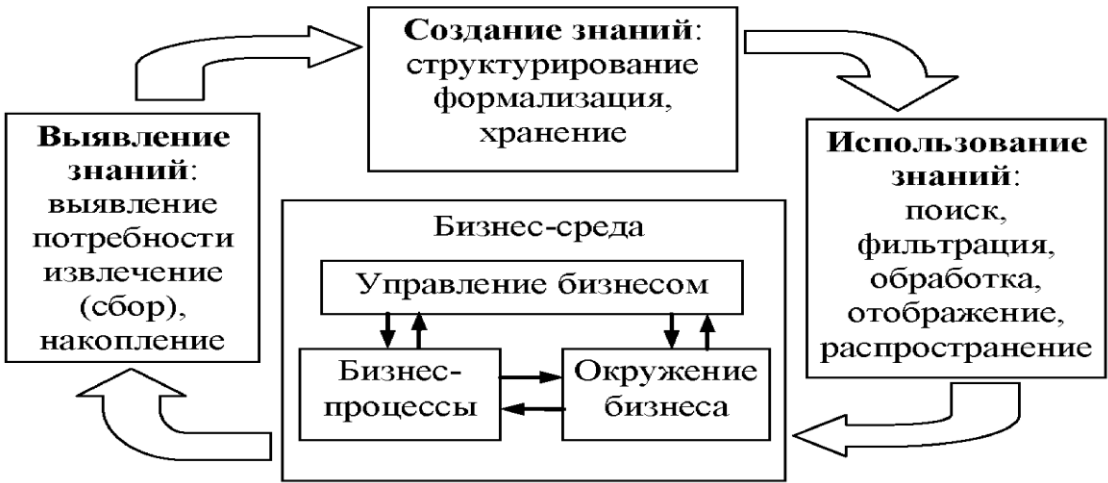 Создание знаний:
структурирование
формализация,
хранение
Выявление
знаний:
выявление
потребности
извлечение
(сбор),
накопление
Использование
знаний:
поиск,
фильтрация,
обработка,
отображение,
распространение
Бизнес-среда
Управление бизнесом
Бизнес-
процессы
Окружение
бизнеса